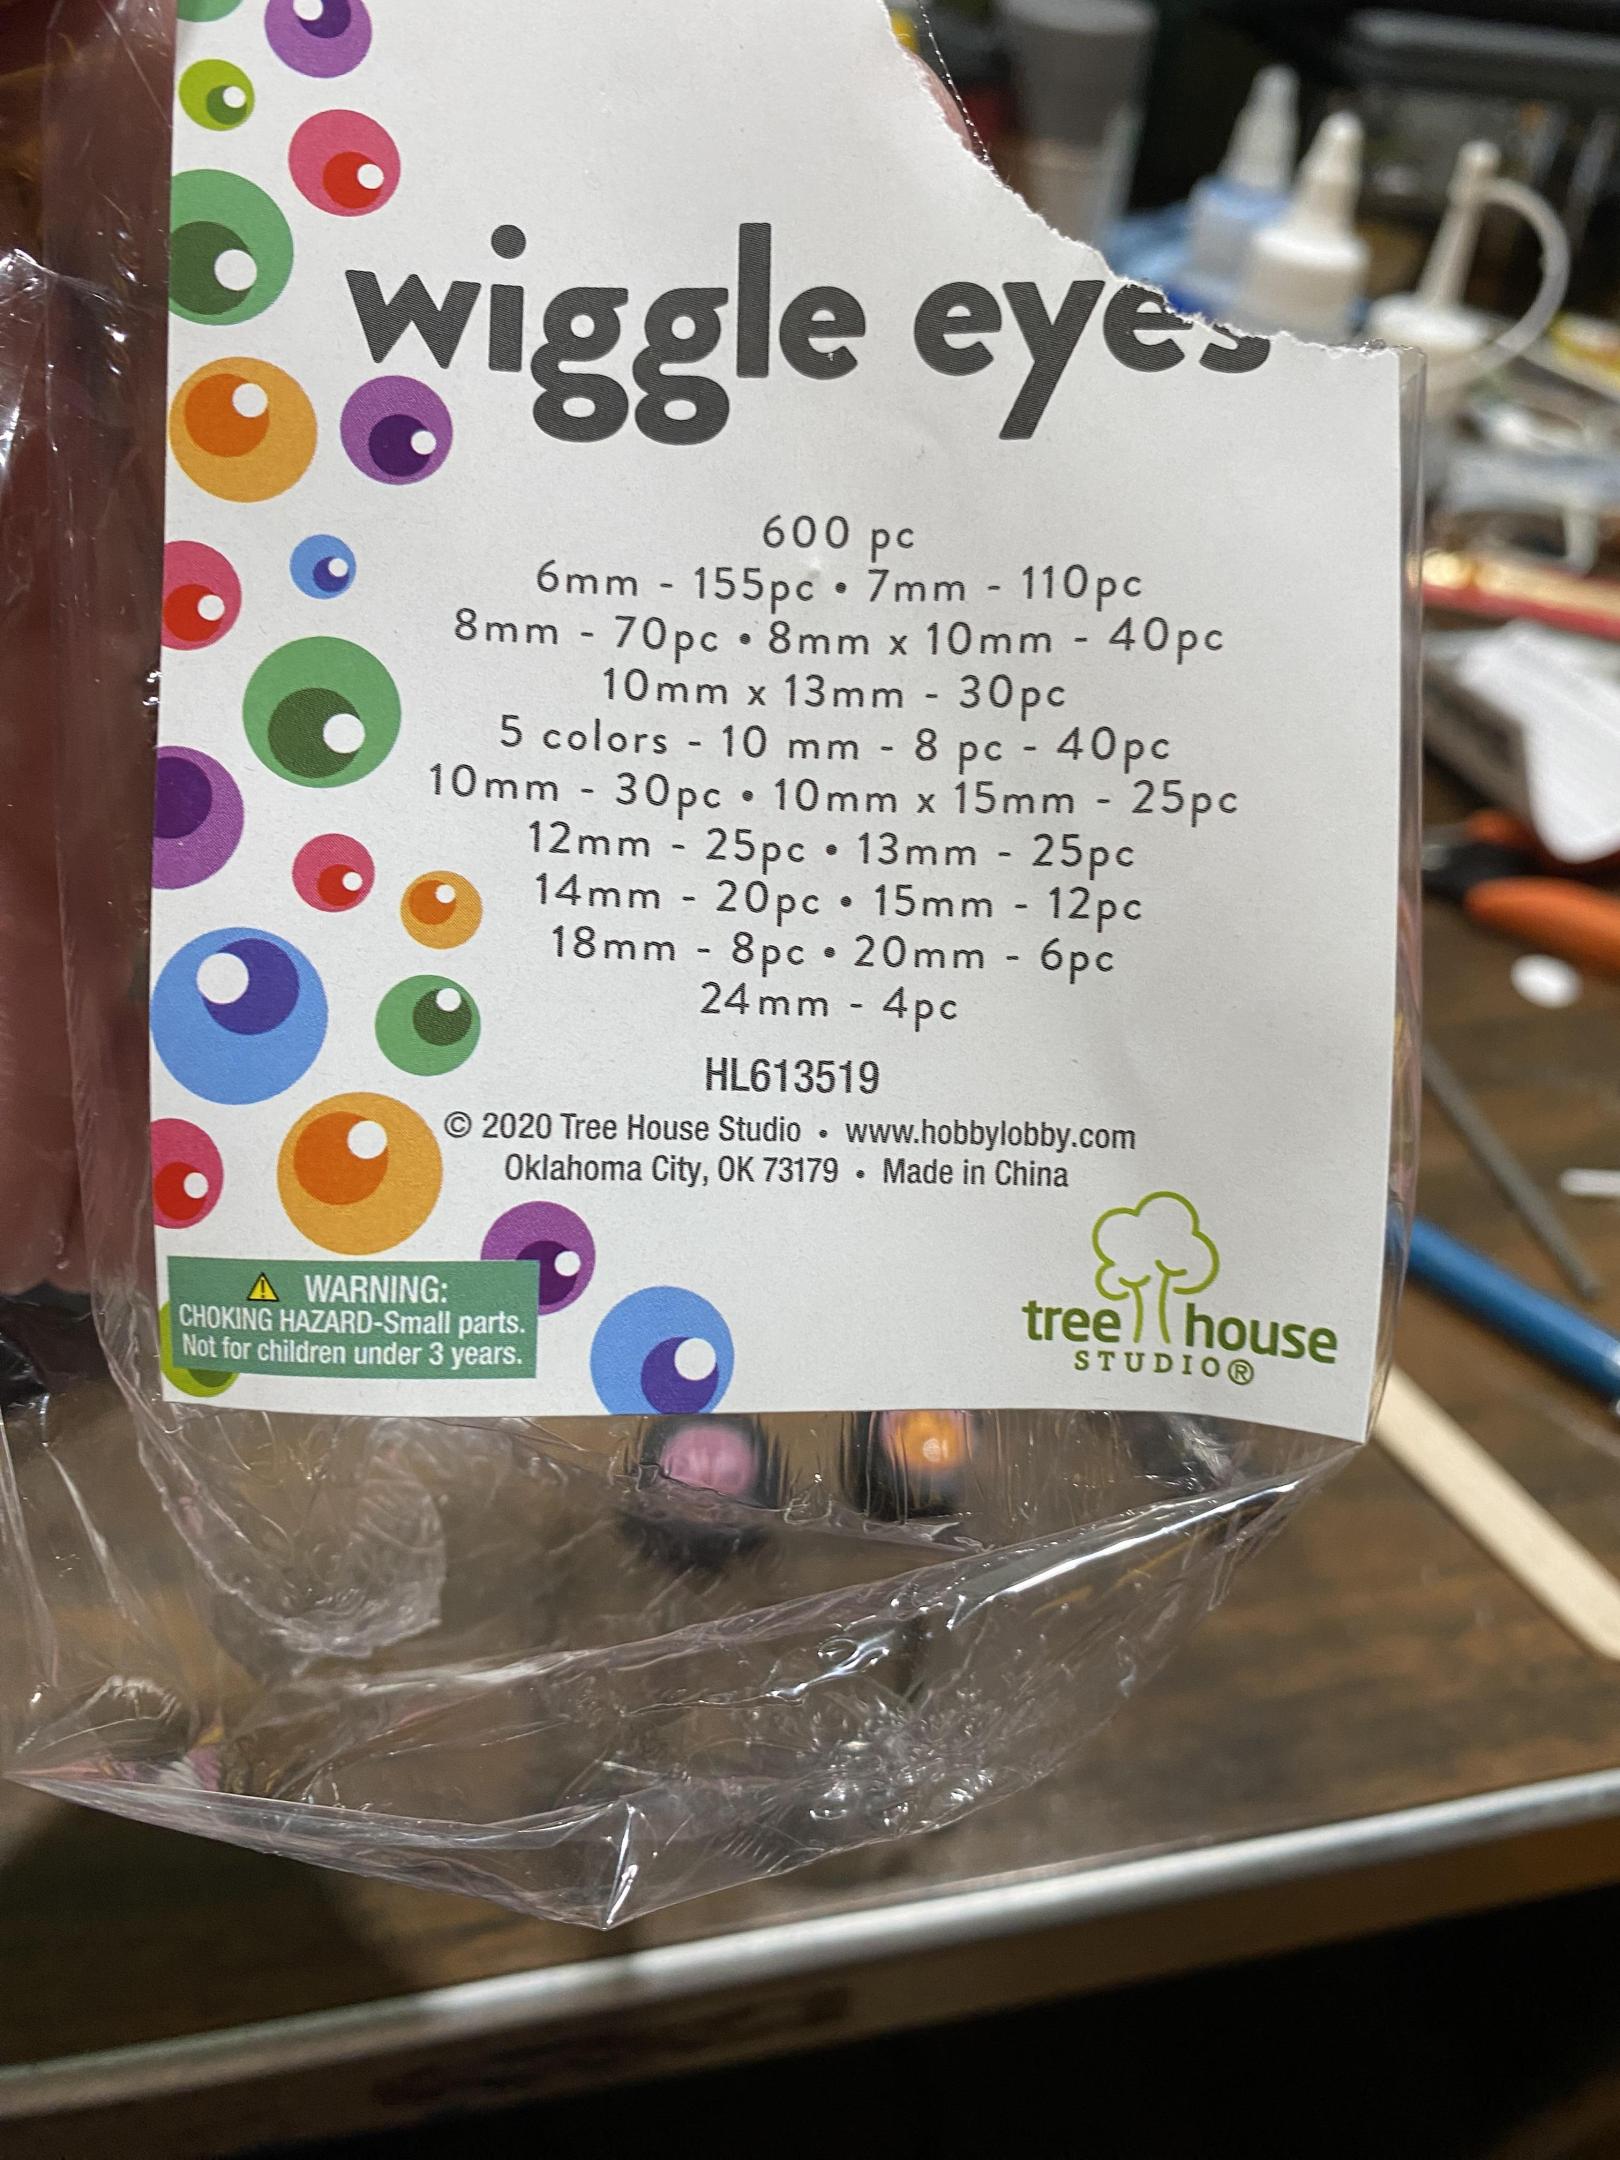 wiggle eyes
600 pc
6mm - 155pc • 7mm - 110pc
8mm - 70pc • 8mm x 10mm - 40pc
10mm x 13mm - 30pc
5 colors - 10 mm - 8 pc - 40pc
10mm - 30pc • 10mm x 15mm - 25pc
12mm - 25pc • 13mm - 25pc
14mm - 20pc • 15mm - 12pc
18mm - 8pc • 20mm - 6pc
24mm - 4pc
HL613519
© 2020 Tree House Studio • www.hobbylobby.com
Oklahoma City, OK 73179 • Made in China
WARNING:
CHOKING HAZARD-Small parts.
Not for children under 3 years.
tree house
STUDIO®